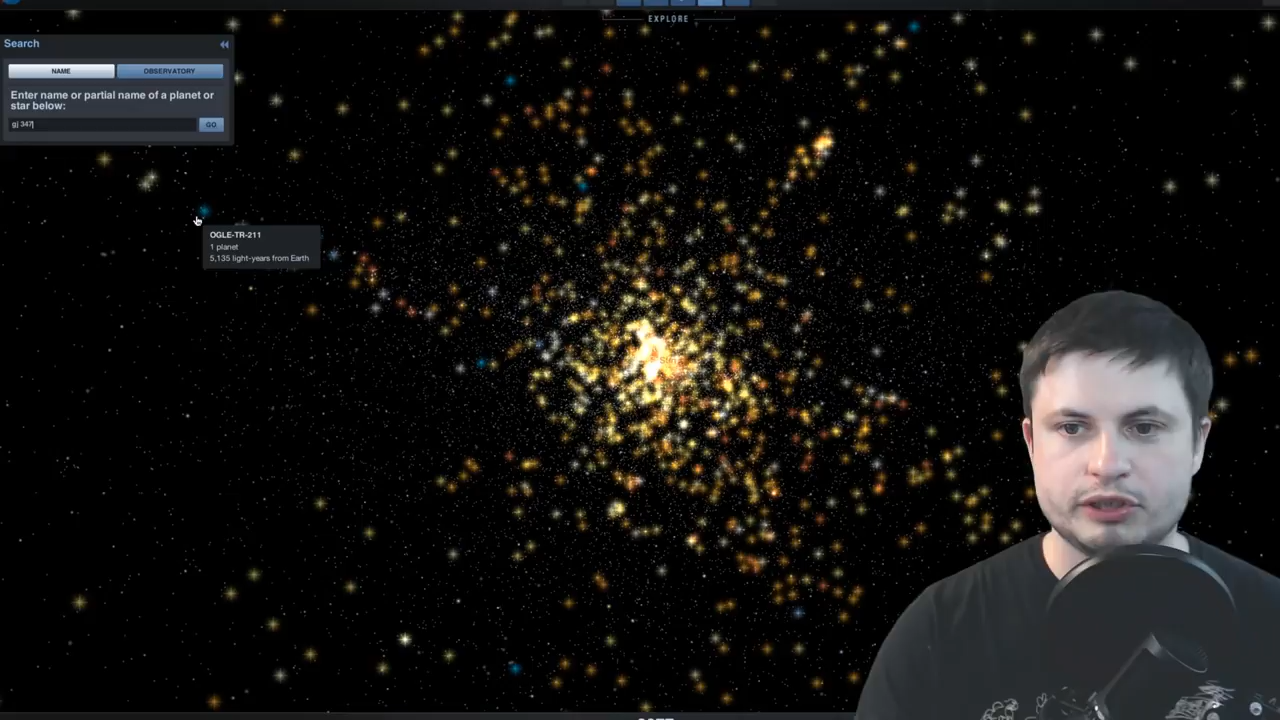 EXPLORE
Search
NAME
OBSERVATORY
Enter name or partial name of a planet or
star below:
gj 347
GO
OGLE-TR-211
1 planet
5,135 light-years from Earth